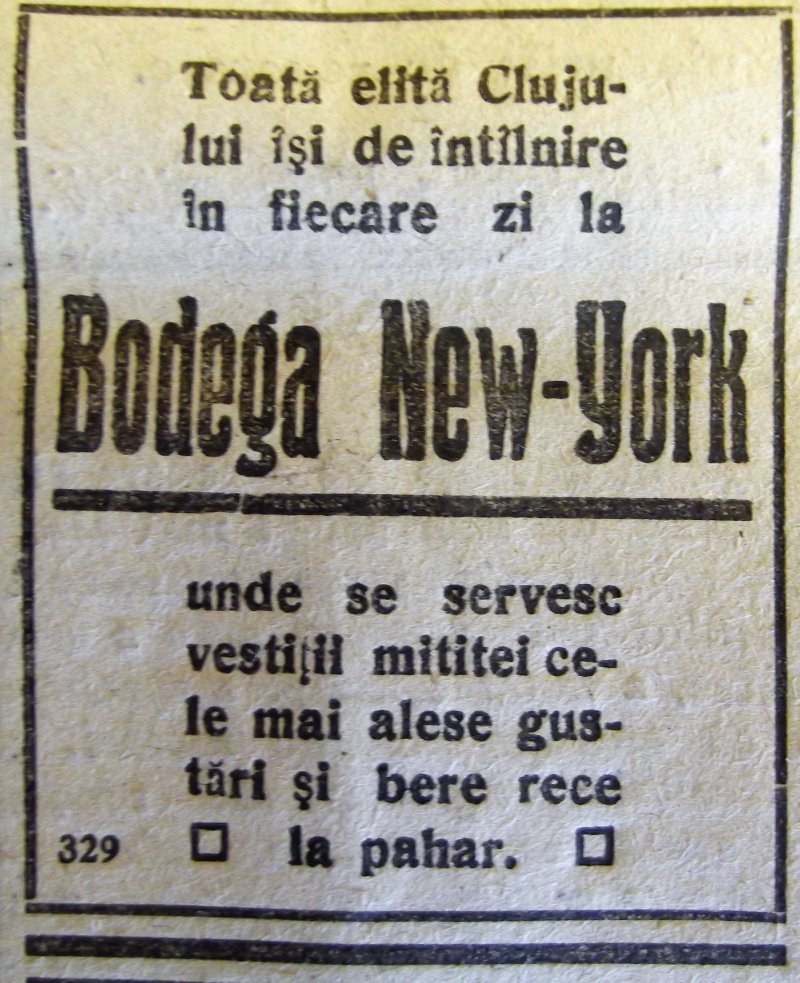 Toată elită Cluju-
lui îşi de întîlnire
în fiecare zi la
Bodega New-York
unde se servesc
vestiţii mititei ce-
le mai alese gus-
tări şi bere rece
329 □ la pahar. □